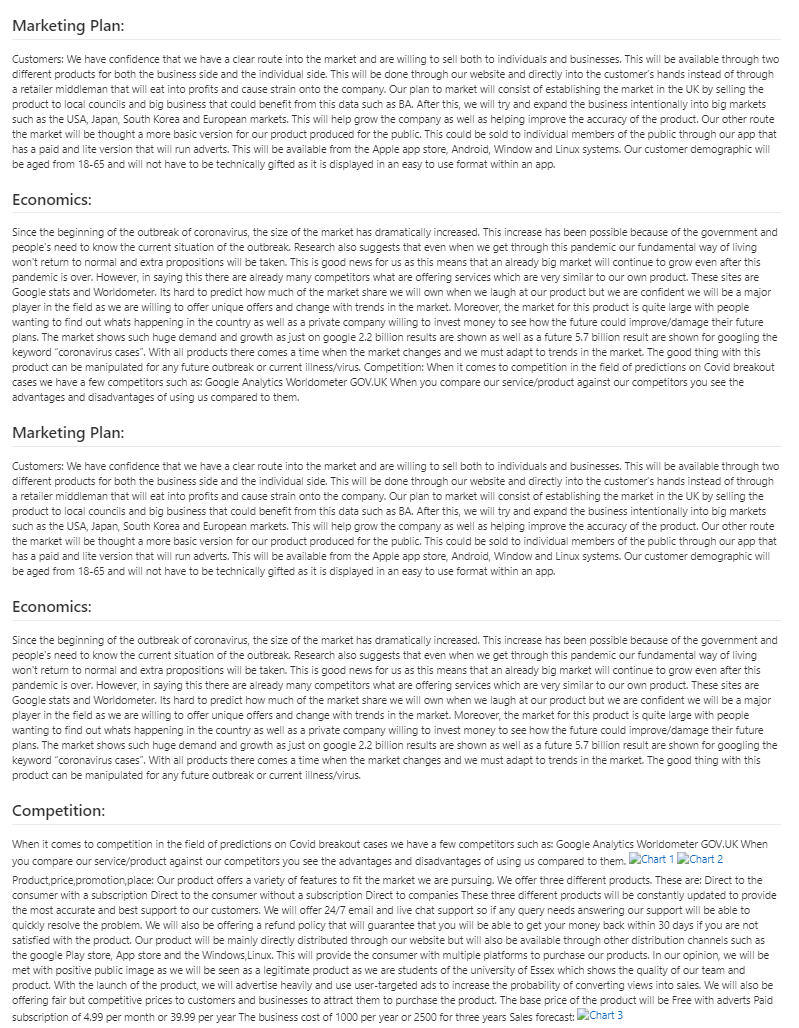 Marketing Plan:
Customers: We have confidence that we have a clear route into the market and are willing to sell both to individuals and businesses. This will be available through two
different products for both the business side and the individual side. This will be done through our website and directly into the customer's hands instead of through
a retailer middleman that will eat into profits and cause strain onto the company. Our plan to market will consist of establishing the market in the UK by selling the
product to local councils and big business that could benefit from this data such as BA. After this, we will try and expand the business intentionally into big markets
such as the USA, Japan, South Korea and European markets. This will help grow the company as well as helping improve the accuracy of the product. Our other route
the market will be thought a more basic version for our product produced for the public. This could be sold to individual members of the public through our app that
has a paid and lite version that will run adverts. This will be available from the Apple app store, Android, Window and Linux systems. Our customer demographic will
be aged from 18-65 and will not have to be technically gifted as it is displayed in an easy to use format within an app.
Economics:
Since the beginning of the outbreak of coronavirus, the size of the market has dramatically increased. This increase has been possible because of the government and
people's need to know the current situation of the outbreak. Research also suggests that even when we get through this pandemic our fundamental way of living
won't return to normal and extra propositions will be taken. This is good news for us as this means that an already big market will continue to grow even after this
pandemic is over. However, in saying this there are already many competitors what are offering services which are very similar to our own product. These sites are
Google stats and Worldometer. Its hard to predict how much of the market share we will own when we laugh at our product but we are confident we will be a major
player in the field as we are willing to offer unique offers and change with trends in the market. Moreover, the market for this product is quite large with people
wanting to find out whats happening in the country as well as a private company willing to invest money to see how the future could improve/damage their future
plans. The market shows such huge demand and growth as just on google 2.2 billion results are shown as well as a future 5.7 billion result are shown for googling the
keyword "coronavirus cases". With all products there comes a time when the market changes and we must adapt to trends in the market. The good thing with this
product can be manipulated for any future outbreak or current illness/virus. Competition: When it comes to competition in the field of predictions on Covid breakout
cases we have a few competitors such as: Google Analytics Worldometer GOV.UK When you compare our service/product against our competitors you see the
advantages and disadvantages of using us compared to them.
Marketing Plan:
Customers: We have confidence that we have a clear route into the market and are willing to sell both to individuals and businesses. This will be available through two
different products for both the business side and the individual side. This will be done through our website and directly into the customer's hands instead of through
a retailer middleman that will eat into profits and cause strain onto the company. Our plan to market will consist of establishing the market in the UK by selling the
product to local councils and big business that could benefit from this data such as BA. After this, we will try and expand the business intentionally into big markets
such as the USA, Japan, South Korea and European markets. This will help grow the company as well as helping improve the accuracy of the product. Our other route
the market will be thought a more basic version for our product produced for the public. This could be sold to individual members of the public through our app that
has a paid and lite version that will run adverts. This will be available from the Apple app store, Android, Window and Linux systems. Our customer demographic will
be aged from 18-65 and will not have to be technically gifted as it is displayed in an easy to use format within an app.
Economics:
Since the beginning of the outbreak of coronavirus, the size of the market has dramatically increased. This increase has been possible because of the government and
people's need to know the current situation of the outbreak. Research also suggests that even when we get through this pandemic our fundamental way of living
won't return to normal and extra propositions will be taken. This is good news for us as this means that an already big market will continue to grow even after this
pandemic is over. However, in saying this there are already many competitors what are offering services which are very similar to our own product. These sites are
Google stats and Worldometer. Its hard to predict how much of the market share we will own when we laugh at our product but we are confident we will be a major
player in the field as we are willing to offer unique offers and change with trends in the market. Moreover, the market for this product is quite large with people
wanting to find out whats happening in the country as well as a private company willing to invest money to see how the future could improve/damage their future
plans. The market shows such huge demand and growth as just on google 2.2 billion results are shown as well as a future 5.7 billion result are shown for googling the
keyword "coronavirus cases". With all products there comes a time when the market changes and we must adapt to trends in the market. The good thing with this
product can be manipulated for any future outbreak or current illness/virus.
Competition:
When it comes to competition in the field of predictions on Covid breakout cases we have a few competitors such as: Google Analytics Worldometer GOV.UK When
you compare our service/product against our competitors you see the advantages and disadvantages of using us compared to them. Chart 1 Chart 2
Product,price,promotion,place: Our product offers a variety of features to fit the market we are pursuing. We offer three different products. These are: Direct to the
consumer with a subscription Direct to the consumer without a subscription Direct to companies These three different products will be constantly updated to provide
the most accurate and best support to our customers. We will offer 24/7 email and live chat support so if any query needs answering our support will be able to
quickly resolve the problem. We will also be offering a refund policy that will guarantee that you will be able to get your money back within 30 days if you are not
satisfied with the product. Our product will be mainly directly distributed through our website but will also be available through other distribution channels such as
the google Play store, App store and the Windows,Linux. This will provide the consumer with multiple platforms to purchase our products. In our opinion, we will be
met with positive public image as we will be seen as a legitimate product as we are students of the university of Essex which shows the quality of our team and
product. With the launch of the product, we will advertise heavily and use user-targeted ads to increase the probability of converting views into sales. We will also be
offering fair but competitive prices to customers and businesses to attract them to purchase the product. The base price of the product will be Free with adverts Paid
subscription of 4.99 per month or 39.99 per year The business cost of 1000 per year or 2500 for three years Sales forecast: Chart 3